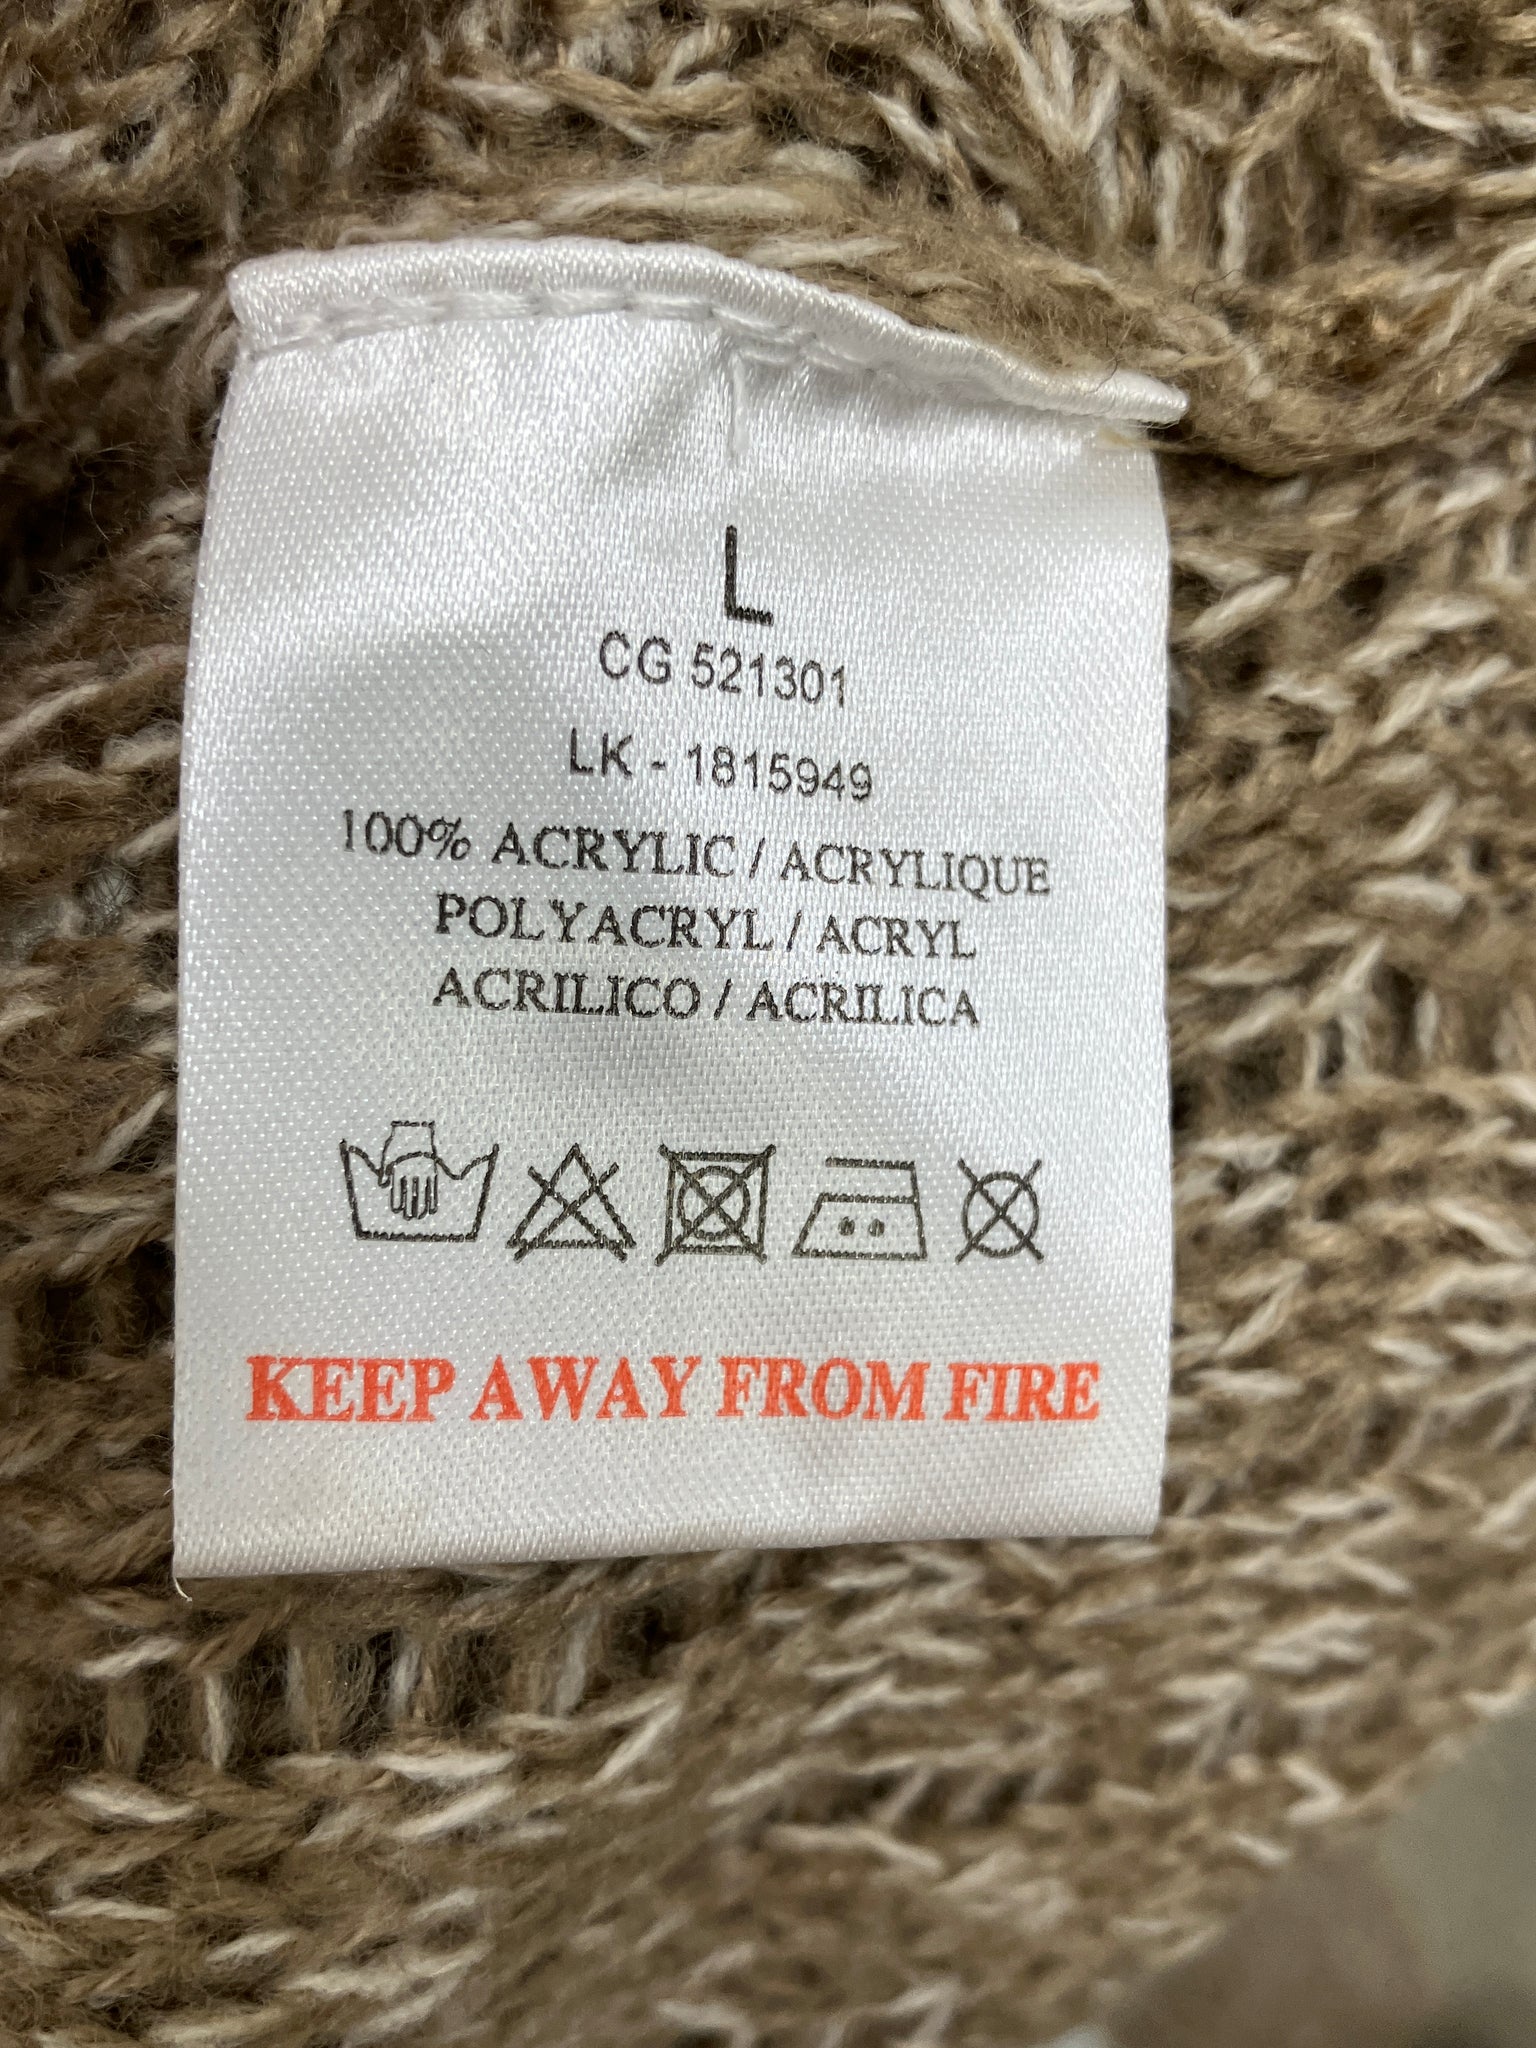 L
CG 521301
LK - 1815949
100% ACRYLIC / ACRYLIQUE
POLYACRYL / ACRYL
ACRILICO / ACRILICA
KEEP AWAY FROM FIRE